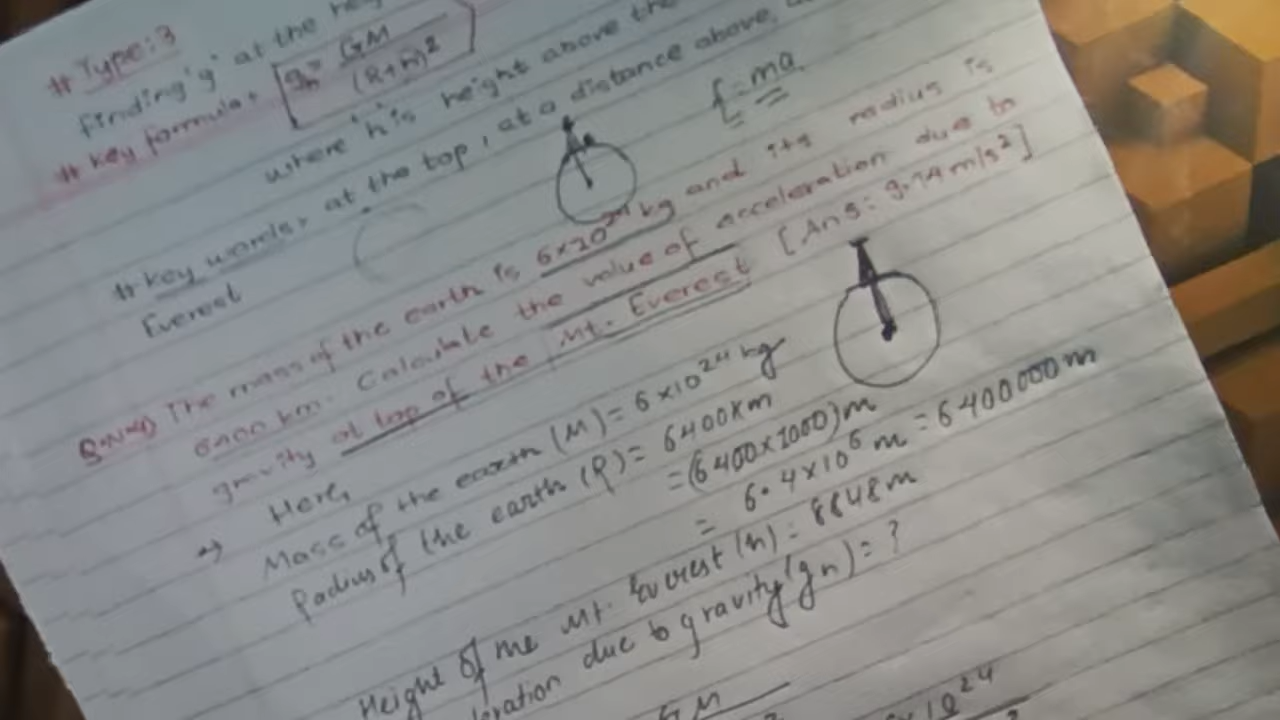 # Type: 3
finding 'g' at the
# key formula, gh = GM / (R+h)²
where 'h' is height above the
# key words, at the top, at a distance above,
Everest
f = ma
Q.N.4) The mass of the earth is 6×10²⁴ kg and its radius is
6400 km. Calculate the value of acceleration due to
gravity at top of the Mt. Everest [Ans: 9.74 m/s²]
→ Here,
Mass of the earth (M) = 6×10²⁴ kg
Radius of the earth (R) = 6400km
= (6400×1000)m
= 6.4×10⁶ m = 6400000 m
Height of the Mt. Everest (h) = 8848m
due to gravity (gh) = ?
GM
10²⁴